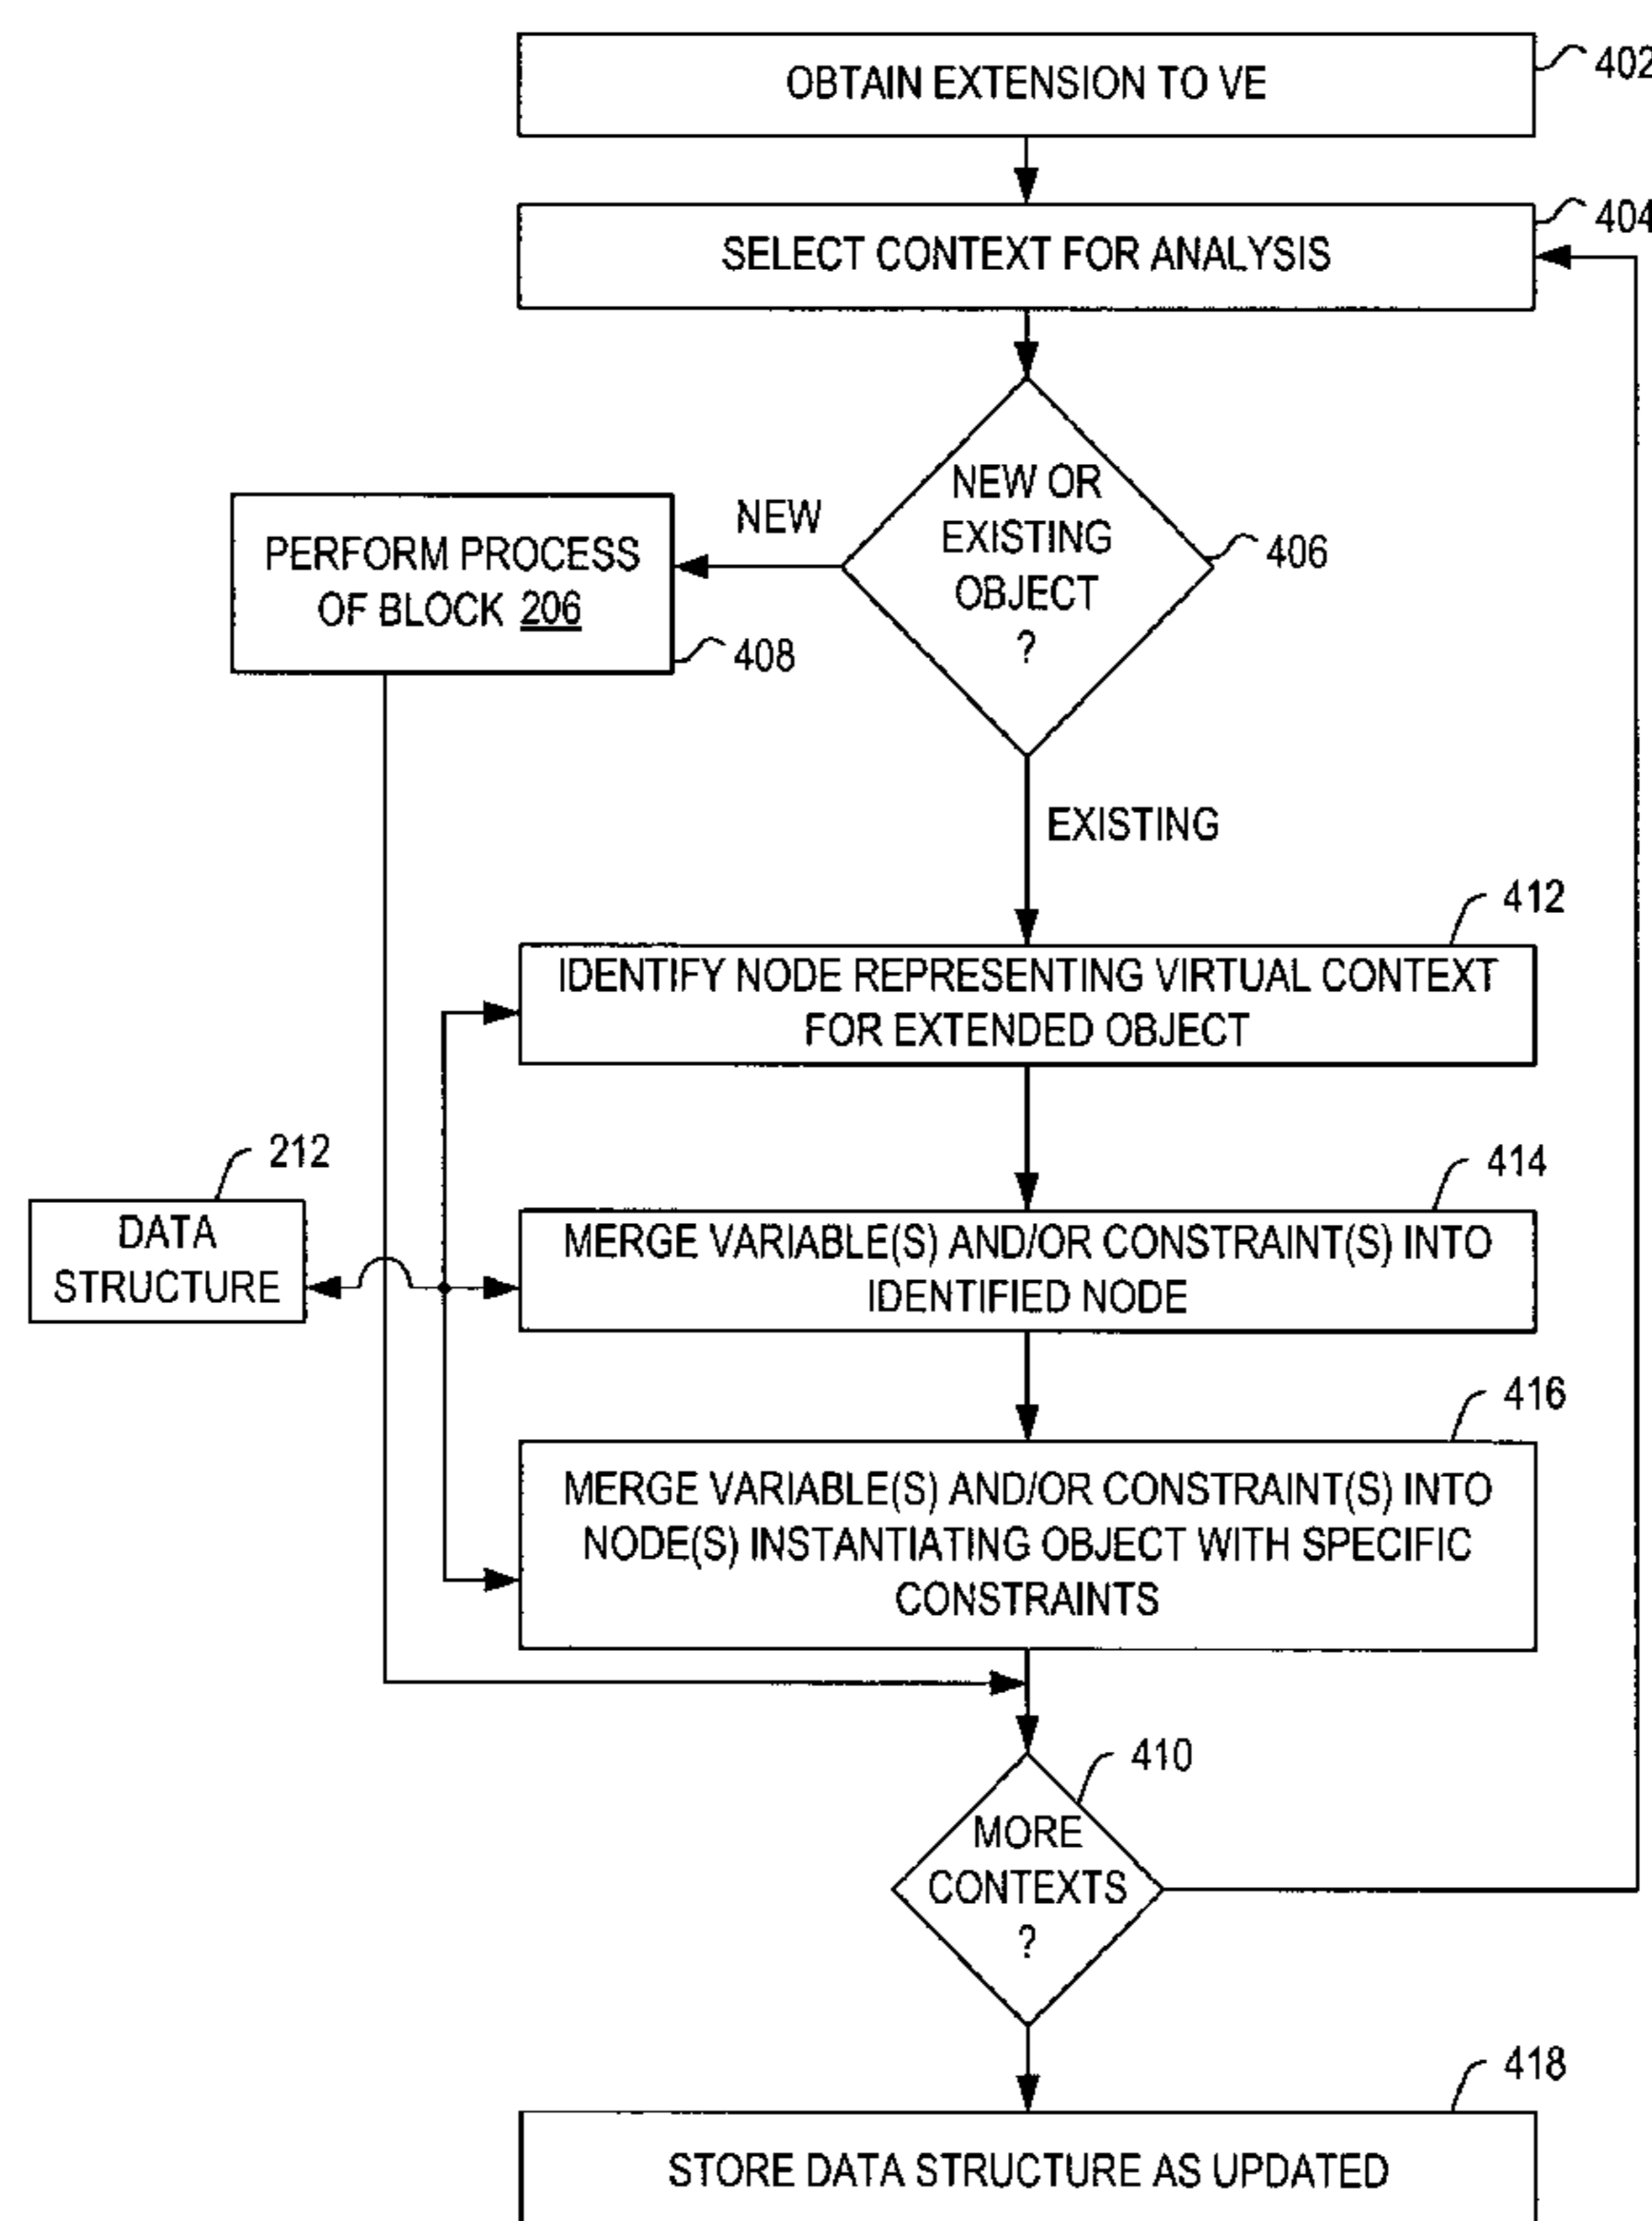 OBTAIN EXTENSION TO VE
402
SELECT CONTEXT FOR ANALYSIS
404
NEW OR
EXISTING
OBJECT
?
406
NEW
PERFORM PROCESS
OF BLOCK 206
408
EXISTING
412
IDENTIFY NODE REPRESENTING VIRTUAL CONTEXT
FOR EXTENDED OBJECT
212
DATA
STRUCTURE
414
MERGE VARIABLE(S) AND/OR CONSTRAINT(S) INTO
IDENTIFIED NODE
416
MERGE VARIABLE(S) AND/OR CONSTRAINT(S) INTO
NODE(S) INSTANTIATING OBJECT WITH SPECIFIC
CONSTRAINTS
410
MORE
CONTEXTS
?
418
STORE DATA STRUCTURE AS UPDATED